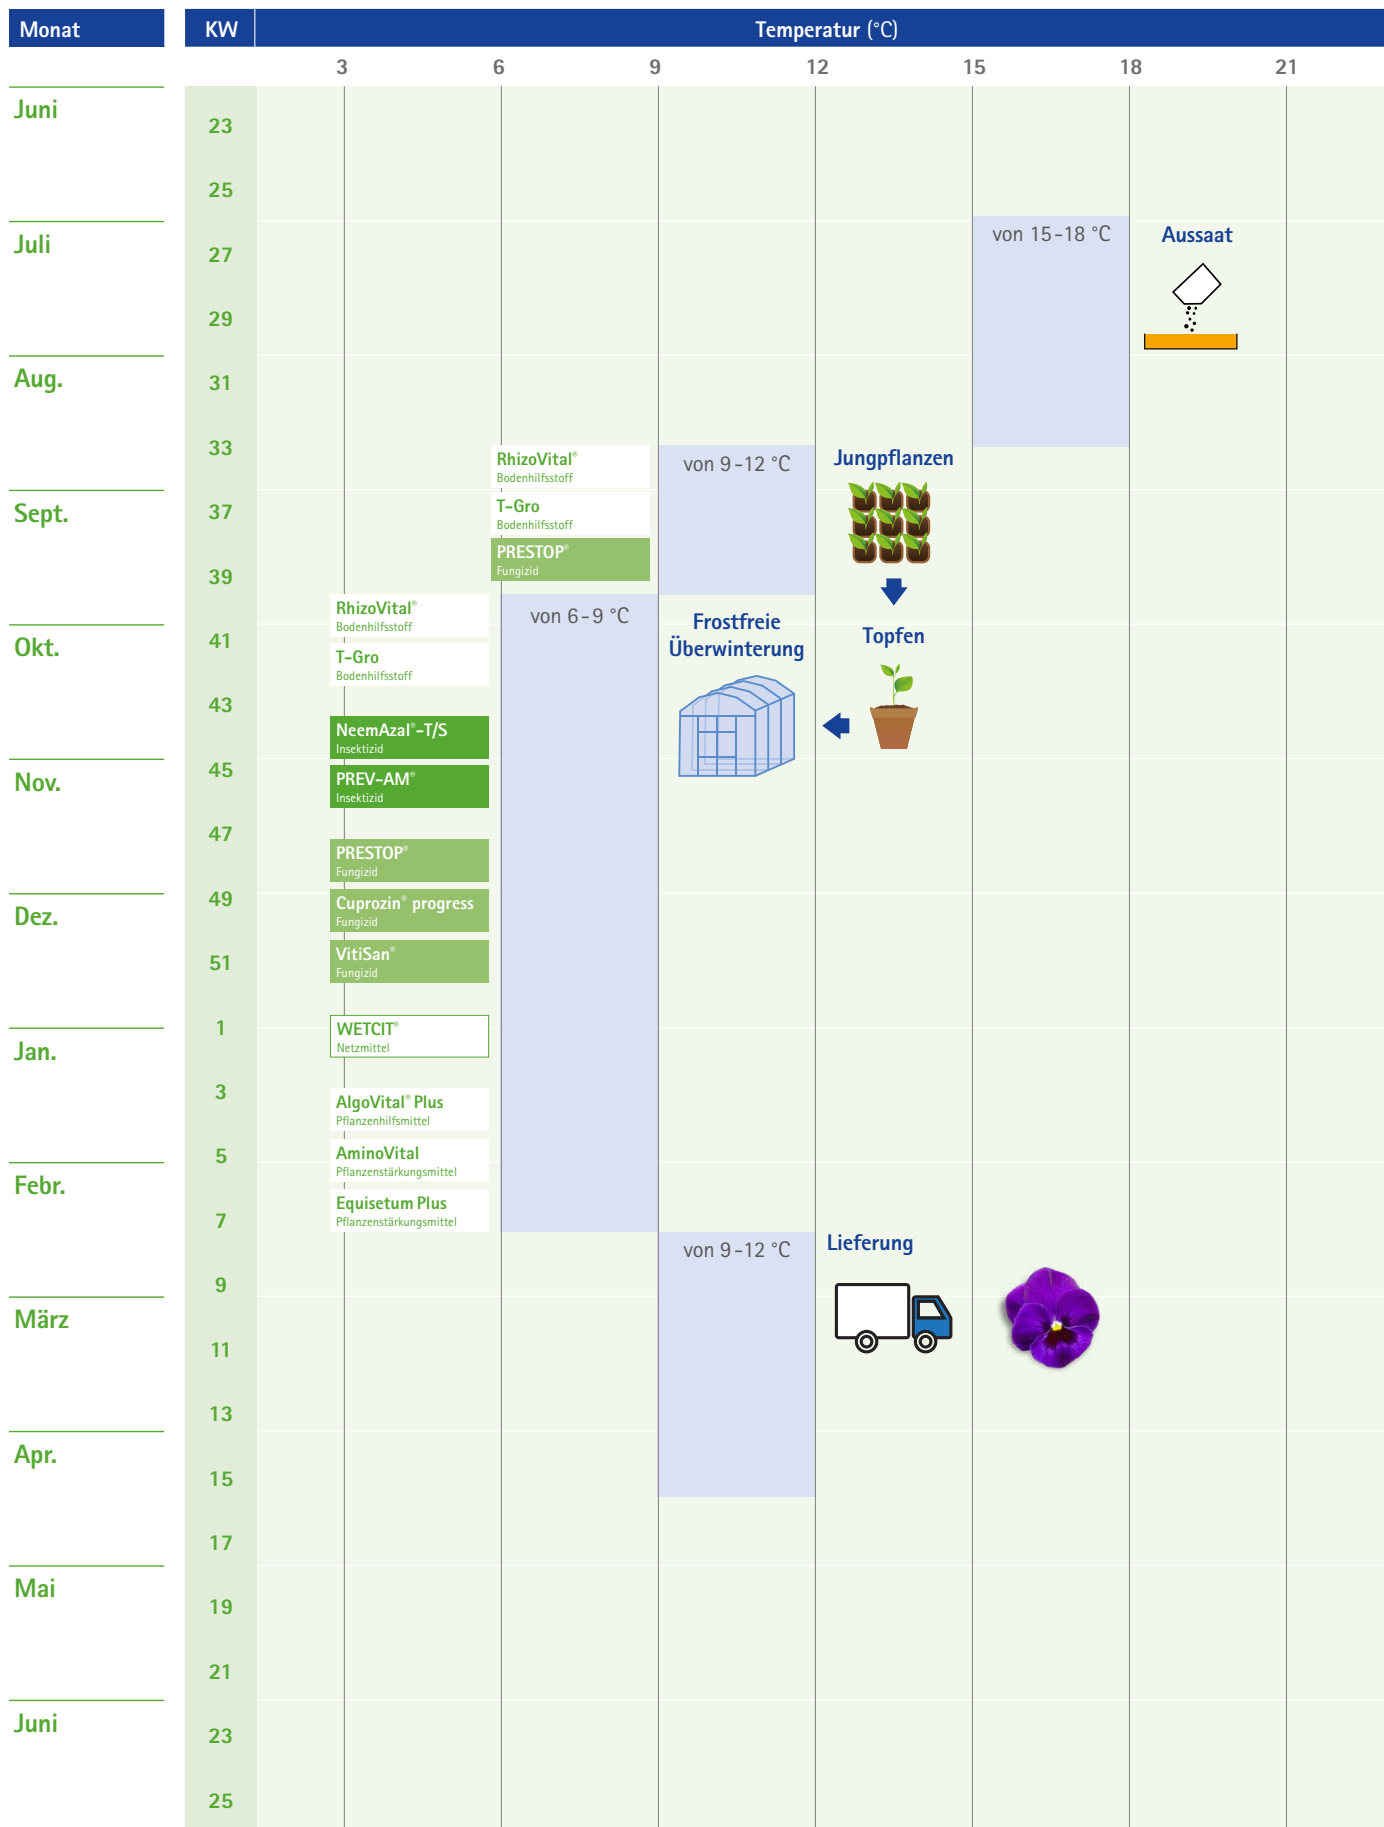 Monat
KW
Temperatur (°C)
3
6
9
12
15
18
21
Juni
23
25
Juli
27
von 15-18 °C
Aussaat
29
Aug.
31
33
RhizoVital®
Bodenhilfsstoff
von 9-12 °C
Jungpflanzen
Sept.
37
T-Gro
Bodenhilfsstoff
PRESTOP®
Fungizid
39
RhizoVital®
Bodenhilfsstoff
von 6-9 °C
Frostfreie
Überwinterung
Topfen
Okt.
41
T-Gro
Bodenhilfsstoff
43
NeemAzal®-T/S
Insektizid
Nov.
45
PREV-AM®
Insektizid
47
PRESTOP®
Fungizid
49
Cuprozin® progress
Fungizid
Dez.
51
VitiSan®
Fungizid
1
WETCIT®
Netzmittel
Jan.
3
AlgoVital® Plus
Pflanzenhilfsmittel
5
AminoVital
Pflanzenstärkungsmittel
Febr.
7
Equisetum Plus
Pflanzenstärkungsmittel
von 9-12 °C
Lieferung
9
März
11
13
Apr.
15
17
Mai
19
21
Juni
23
25